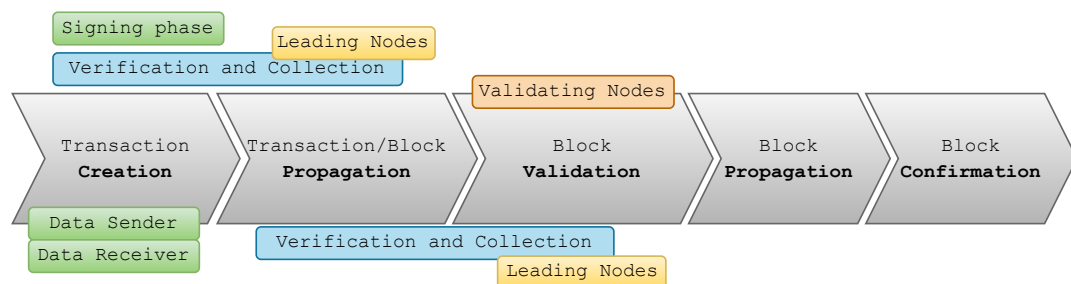 Signing phase
Leading Nodes
Verification and Collection
Validating Nodes
Transaction
Creation
Transaction/Block
Propagation
Block
Validation
Block
Propagation
Block
Confirmation
Data Sender
Data Receiver
Verification and Collection
Leading Nodes